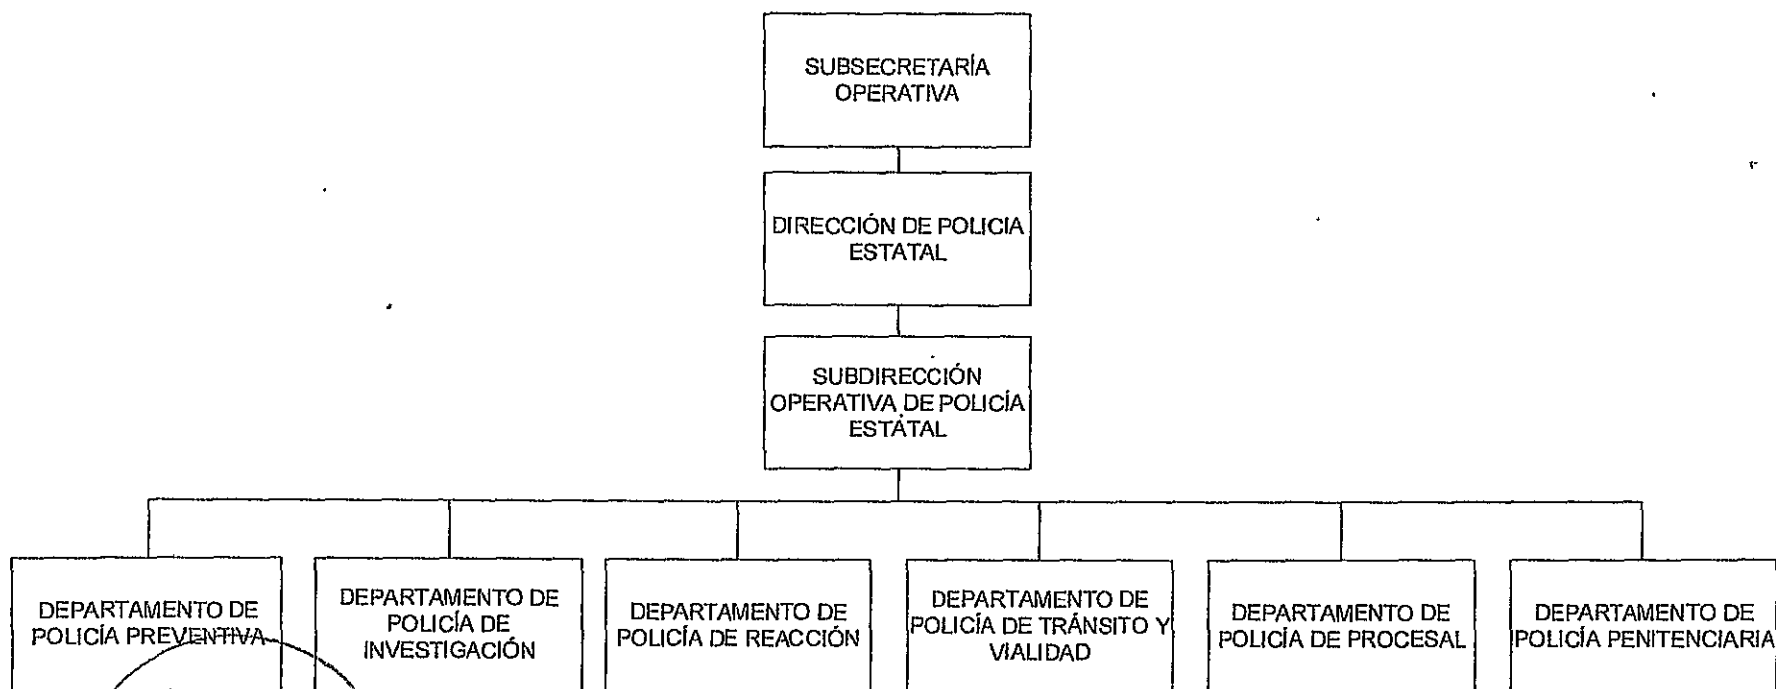 SUBSECRETARÍA
OPERATIVA
DIRECCIÓN DE POLICIA
ESTATAL
SUBDIRECCIÓN
OPERATIVA DE POLICÍA
ESTATAL
DEPARTAMENTO DE
POLICÍA PREVENTIVA
DEPARTAMENTO DE
POLICÍA DE
INVESTIGACIÓN
DEPARTAMENTO DE
POLICÍA DE REACCIÓN
DEPARTAMENTO DE
POLICÍA DE TRÁNSITO Y
VIALIDAD
DEPARTAMENTO DE
POLICÍA DE PROCESAL
DEPARTAMENTO DE
POLICÍA PENITENCIARIA